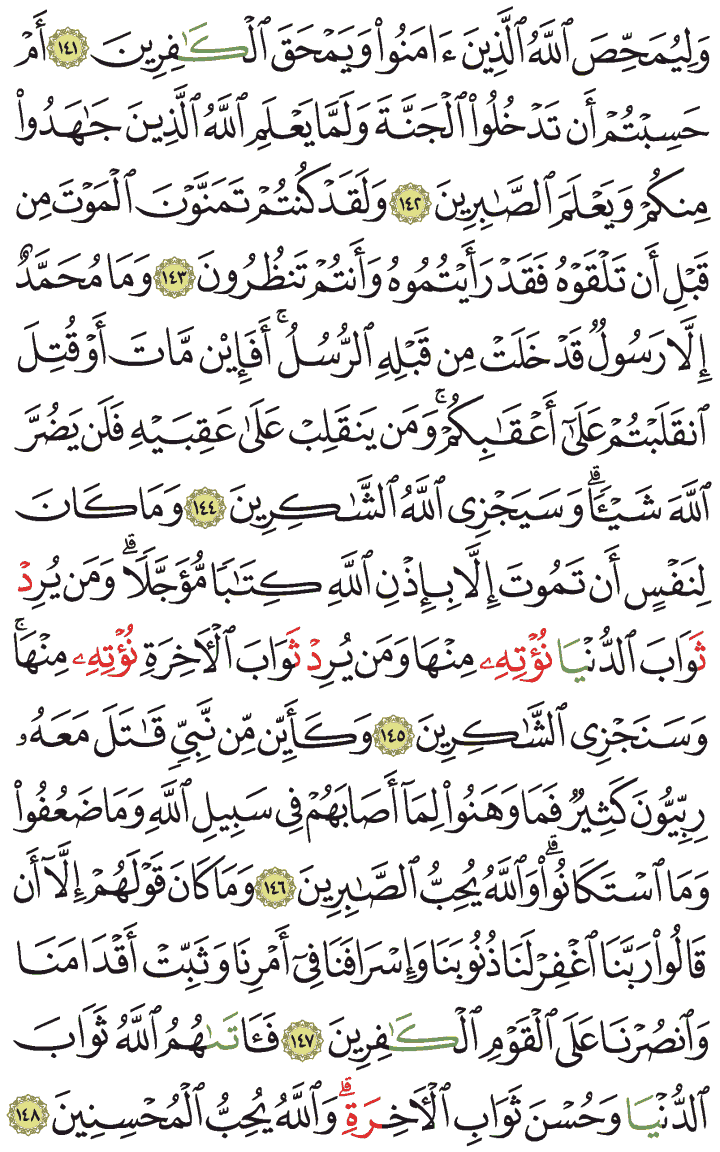 وَلِيُمَحِّصَ ٱللَّهُ ٱلَّذِينَ ءَامَنُوا۟ وَيَمْحَقَ ٱلْكَٰفِرِينَ ١٤١ أَمْ
حَسِبْتُمْ أَن تَدْخُلُوا۟ ٱلْجَنَّةَ وَلَمَّا يَعْلَمِ ٱللَّهُ ٱلَّذِينَ جَٰهَدُوا۟
مِنكُمْ وَيَعْلَمَ ٱلصَّٰبِرِينَ ١٤٢ وَلَقَدْ كُنتُمْ تَمَنَّوْنَ ٱلْمَوْتَ مِن
قَبْلِ أَن تَلْقَوْهُ فَقَدْ رَأَيْتُمُوهُ وَأَنتُمْ تَنظُرُونَ ١٤٣ وَمَا مُحَمَّدٌ
إِلَّا رَسُولٌ قَدْ خَلَتْ مِن قَبْلِهِ ٱلرُّسُلُ ۚ أَفَإِي۟ن مَّاتَ أَوْ قُتِلَ
ٱنقَلَبْتُمْ عَلَىٰٓ أَعْقَٰبِكُمْ ۚ وَمَن يَنقَلِبْ عَلَىٰ عَقِبَيْهِ فَلَن يَضُرَّ
ٱللَّهَ شَيْـًٔا ۗ وَسَيَجْزِى ٱللَّهُ ٱلشَّٰكِرِينَ ١٤٤ وَمَا كَانَ
لِنَفْسٍ أَن تَمُوتَ إِلَّا بِإِذْنِ ٱللَّهِ كِتَٰبًا مُّؤَجَّلًا ۗ وَمَن يُرِدْ
ثَوَابَ ٱلدُّنْيَا نُؤْتِهِۦ مِنْهَا وَمَن يُرِدْ ثَوَابَ ٱلْـَٔاخِرَةِ نُؤْتِهِۦ مِنْهَا ۚ
وَسَنَجْزِى ٱلشَّٰكِرِينَ ١٤٥ وَكَأَيِّن مِّن نَّبِىٍّ قَٰتَلَ مَعَهُۥ
رِبِّيُّونَ كَثِيرٌ فَمَا وَهَنُوا۟ لِمَآ أَصَابَهُمْ فِى سَبِيلِ ٱللَّهِ وَمَا ضَعُفُوا۟
وَمَا ٱسْتَكَانُوا۟ ۗ وَٱللَّهُ يُحِبُّ ٱلصَّٰبِرِينَ ١٤٦ وَمَا كَانَ قَوْلَهُمْ إِلَّآ أَن
قَالُوا۟ رَبَّنَا ٱغْفِرْ لَنَا ذُنُوبَنَا وَإِسْرَافَنَا فِىٓ أَمْرِنَا وَثَبِّتْ أَقْدَامَنَا
وَٱنصُرْنَا عَلَى ٱلْقَوْمِ ٱلْكَٰفِرِينَ ١٤٧ فَـَٔاتَىٰهُمُ ٱللَّهُ ثَوَابَ
ٱلدُّنْيَا وَحُسْنَ ثَوَابِ ٱلْـَٔاخِرَةِ ۗ وَٱللَّهُ يُحِبُّ ٱلْمُحْسِنِينَ ١٤٨